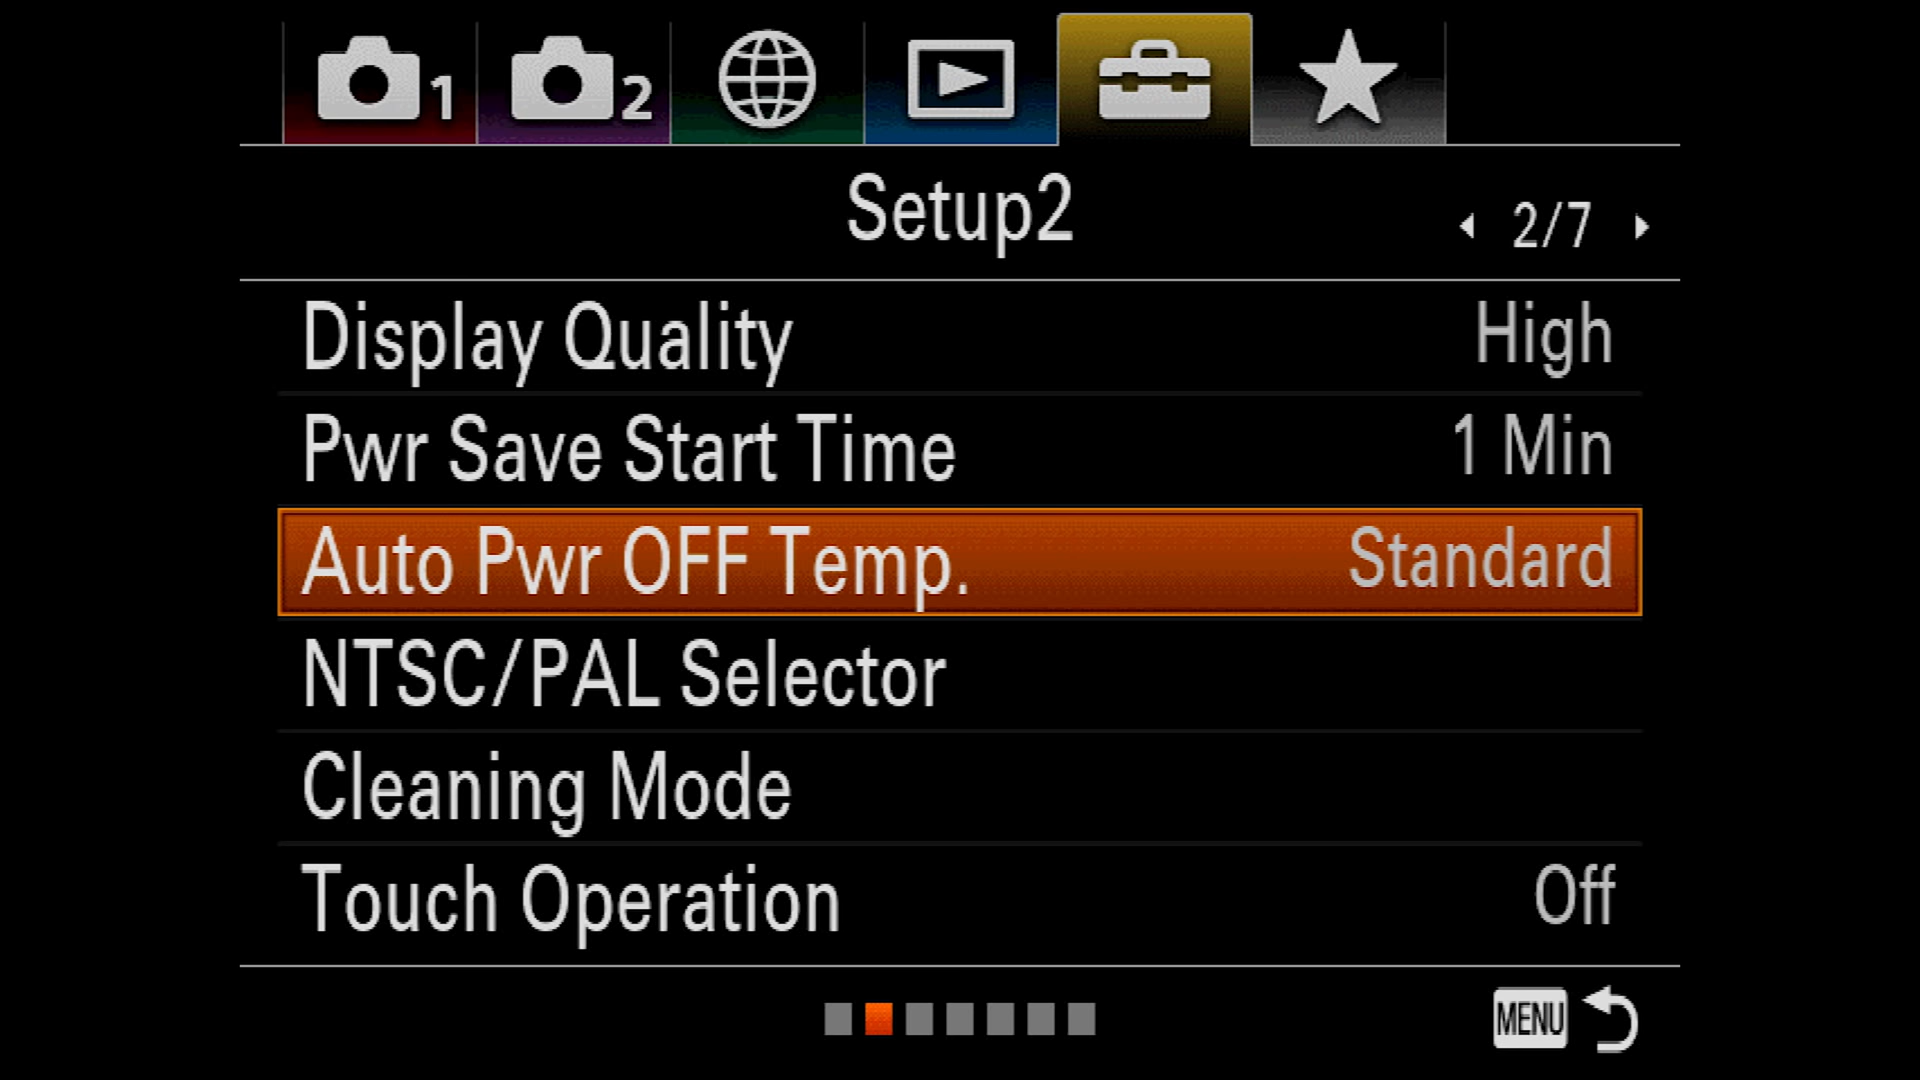 1 2
Setup2
2/7
Display Quality High
Pwr Save Start Time 1 Min
Auto Pwr OFF Temp. Standard
NTSC/PAL Selector
Cleaning Mode
Touch Operation Off
MENU